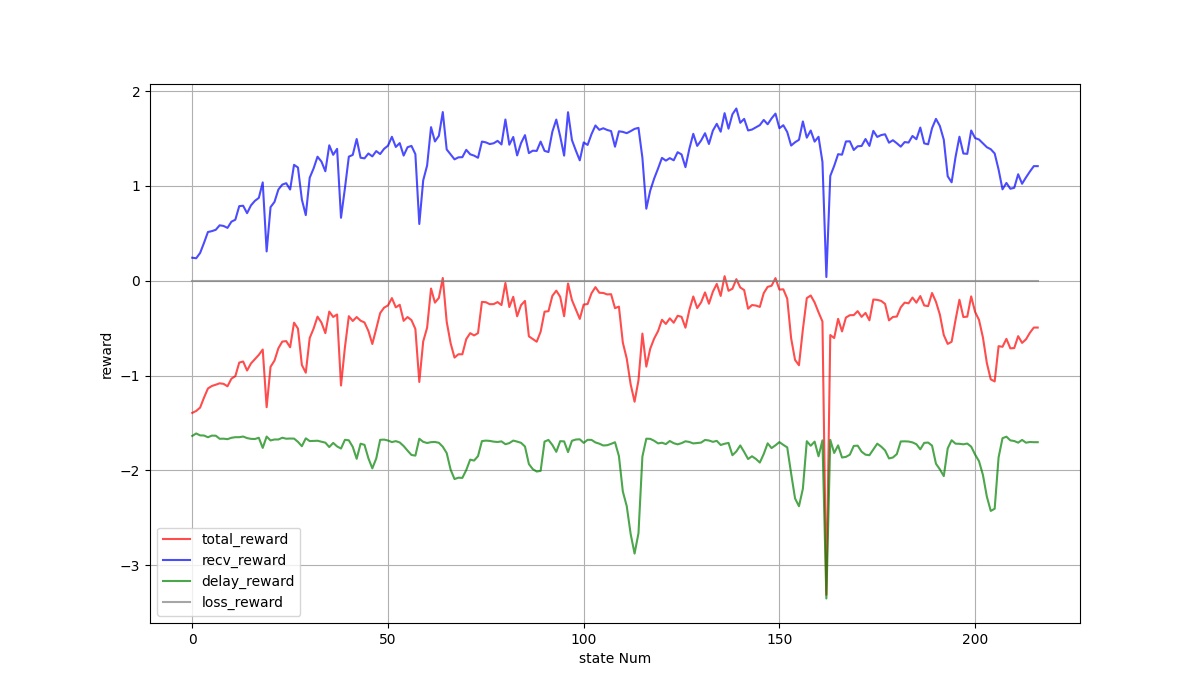 2
1
0
−1
−2
−3
reward
total_reward
recv_reward
delay_reward
loss_reward
0 50 100 150 200
state Num